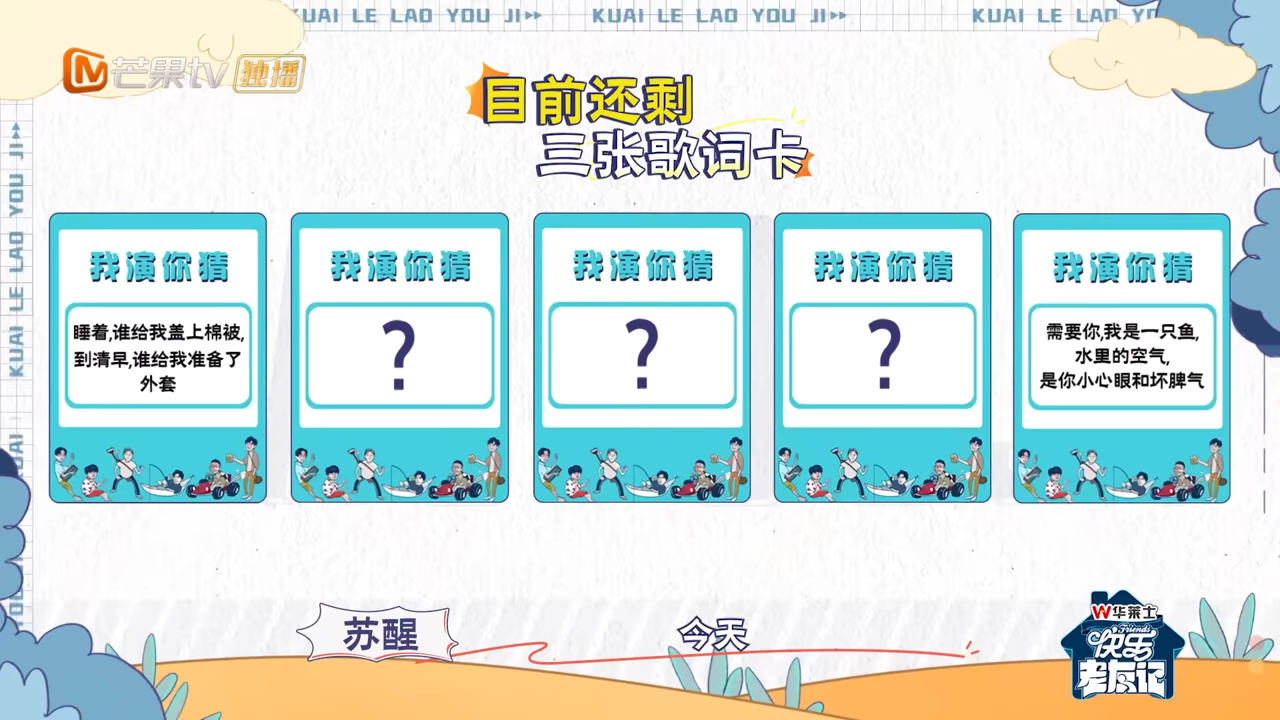 KUAI LE LAO YOU JI
KUAI LE LAO YOU JI
KUAI LE LAO YO
芒果tv 独播
目前还剩
三张歌词卡
KUAI LE LAO YOU JI
我演你猜
睡着,谁给我盖上棉被,
到清早,谁给我准备了
外套
我演你猜
?
我演你猜
?
我演你猜
?
我演你猜
需要你,我是一只鱼,
水里的空气,
是你小心眼和坏脾气
苏醒
今天
华莱士
Friends
快乐
老友记